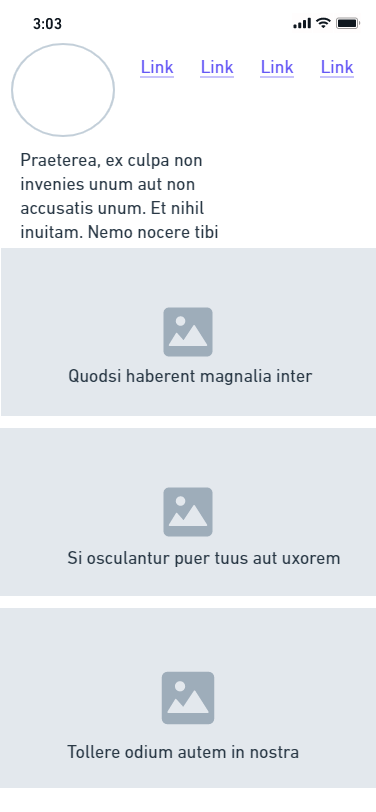 3:03
Link Link Link Link
Praeterea, ex culpa non
invenies unum aut non
accusatis unum. Et nihil
inuitam. Nemo nocere tibi
Quodsi haberent magnalia inter
Si osculantur puer tuus aut uxorem
Tollere odium autem in nostra